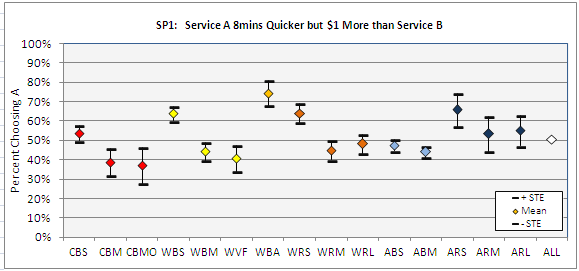 SP1: Service A 8mins Quicker but $1 More than Service B
Percent Choosing A
100%
90%
80%
70%
60%
50%
40%
30%
20%
10%
0%
+ STE
Mean
- STE
CBS CBM CBMO WBS WBM WVF WBA WRS WRM WRL ABS ABM ARS ARM ARL ALL